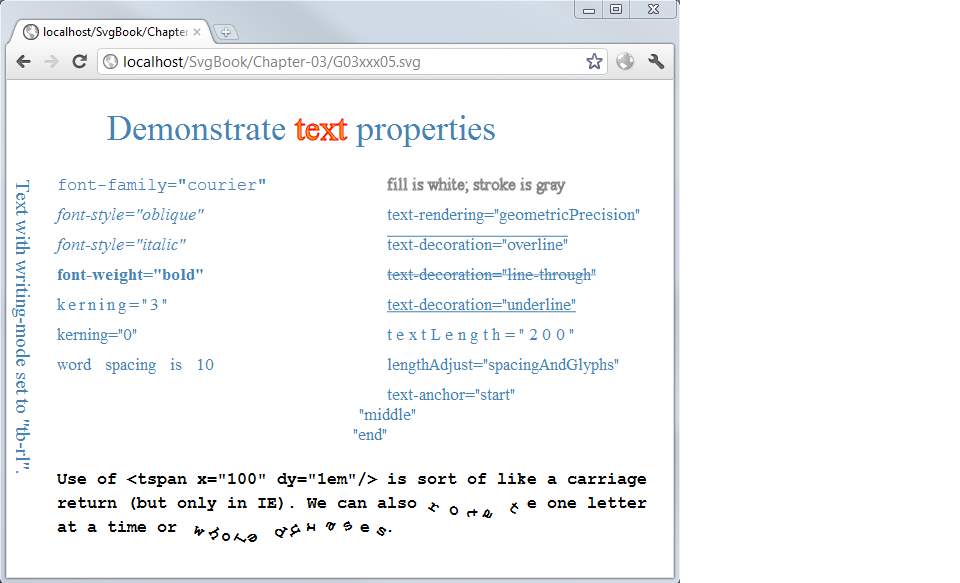 localhost/SvgBook/Chapte
localhost/SvgBook/Chapter-03/G03xxx05.svg
Demonstrate text properties
Text with writing-mode set to "tb-rl".
font-family="courier"
font-style="oblique"
font-style="italic"
font-weight="bold"
kerning="3"
kerning="0"
word spacing is 10
fill is white; stroke is gray
text-rendering="geometricPrecision"
text-decoration="overline"
text-decoration="line-through"
text-decoration="underline"
textLength="200"
lengthAdjust="spacingAndGlyphs"
text-anchor="start"
"middle"
"end"
Use of <tspan x="100" dy="1em"/> is sort of like a carriage
return (but only in IE). We can also rotate one letter
at a time or whole phrases.